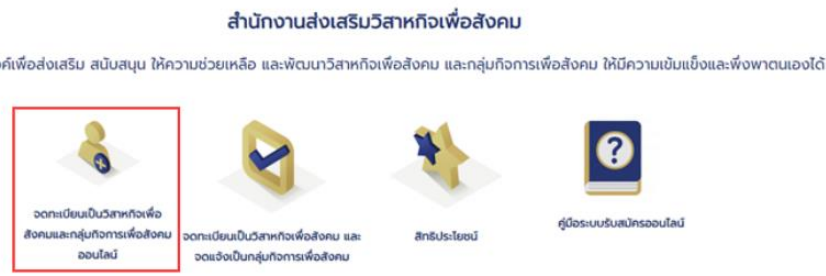 สำนักงานส่งเสริมวิสาหกิจเพื่อสังคม
ค์เพื่อส่งเสริม สนับสนุน ให้ความช่วยเหลือ และพัฒนาวิสาหกิจเพื่อสังคม และกลุ่มกิจการเพื่อสังคม ให้มีความเข้มแข็งและพึ่งพาตนเองได้
จดทะเบียนเป็นวิสาหกิจเพื่อ
สังคมและกลุ่มกิจการเพื่อสังคม
ออนไลน์
จดทะเบียนเป็นวิสาหกิจเพื่อสังคม และ
จดแจ้งเป็นกลุ่มกิจการเพื่อสังคม
สิทธิประโยชน์
?
คู่มือระบบรับสมัครออนไลน์